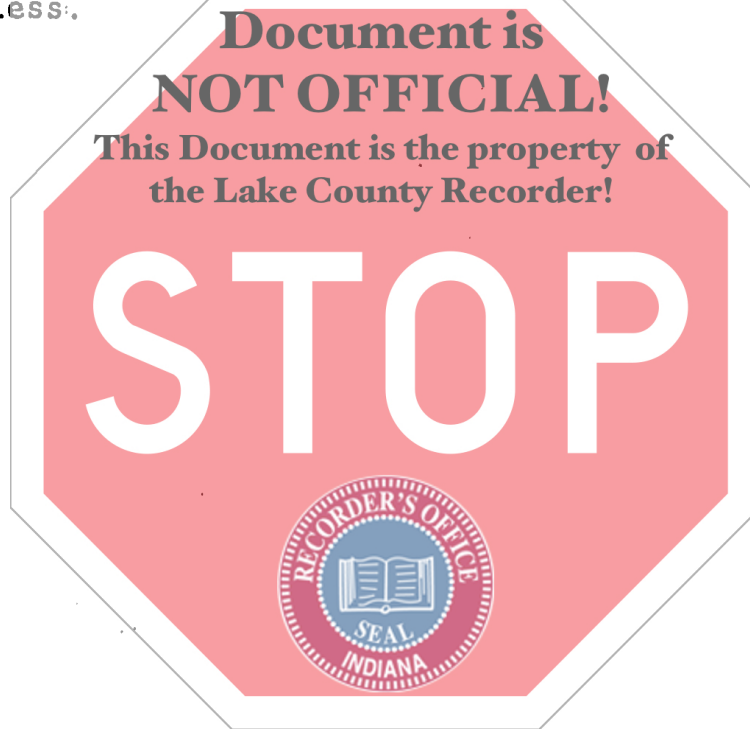 Document is
NOT OFFICIAL!
This Document is the property of
the Lake County Recorder!
STOP
RECORDER'S OFFICE
SEAL
INDIANA